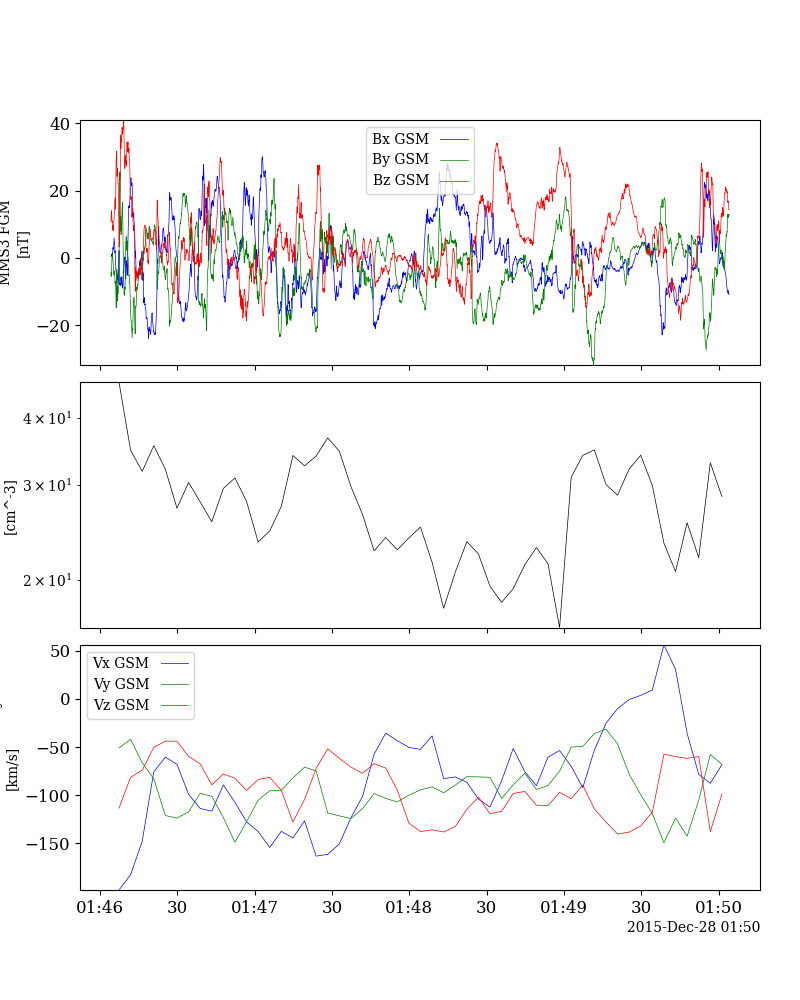 40
20
0
−20
MMS3 FGM
[nT]
Bx GSM
By GSM
Bz GSM
4×10¹
3×10¹
2×10¹
[cm^-3]
50
0
−50
−100
−150
[km/s]
Vx GSM
Vy GSM
Vz GSM
01:46 30 01:47 30 01:48 30 01:49 30 01:50
2015-Dec-28 01:50